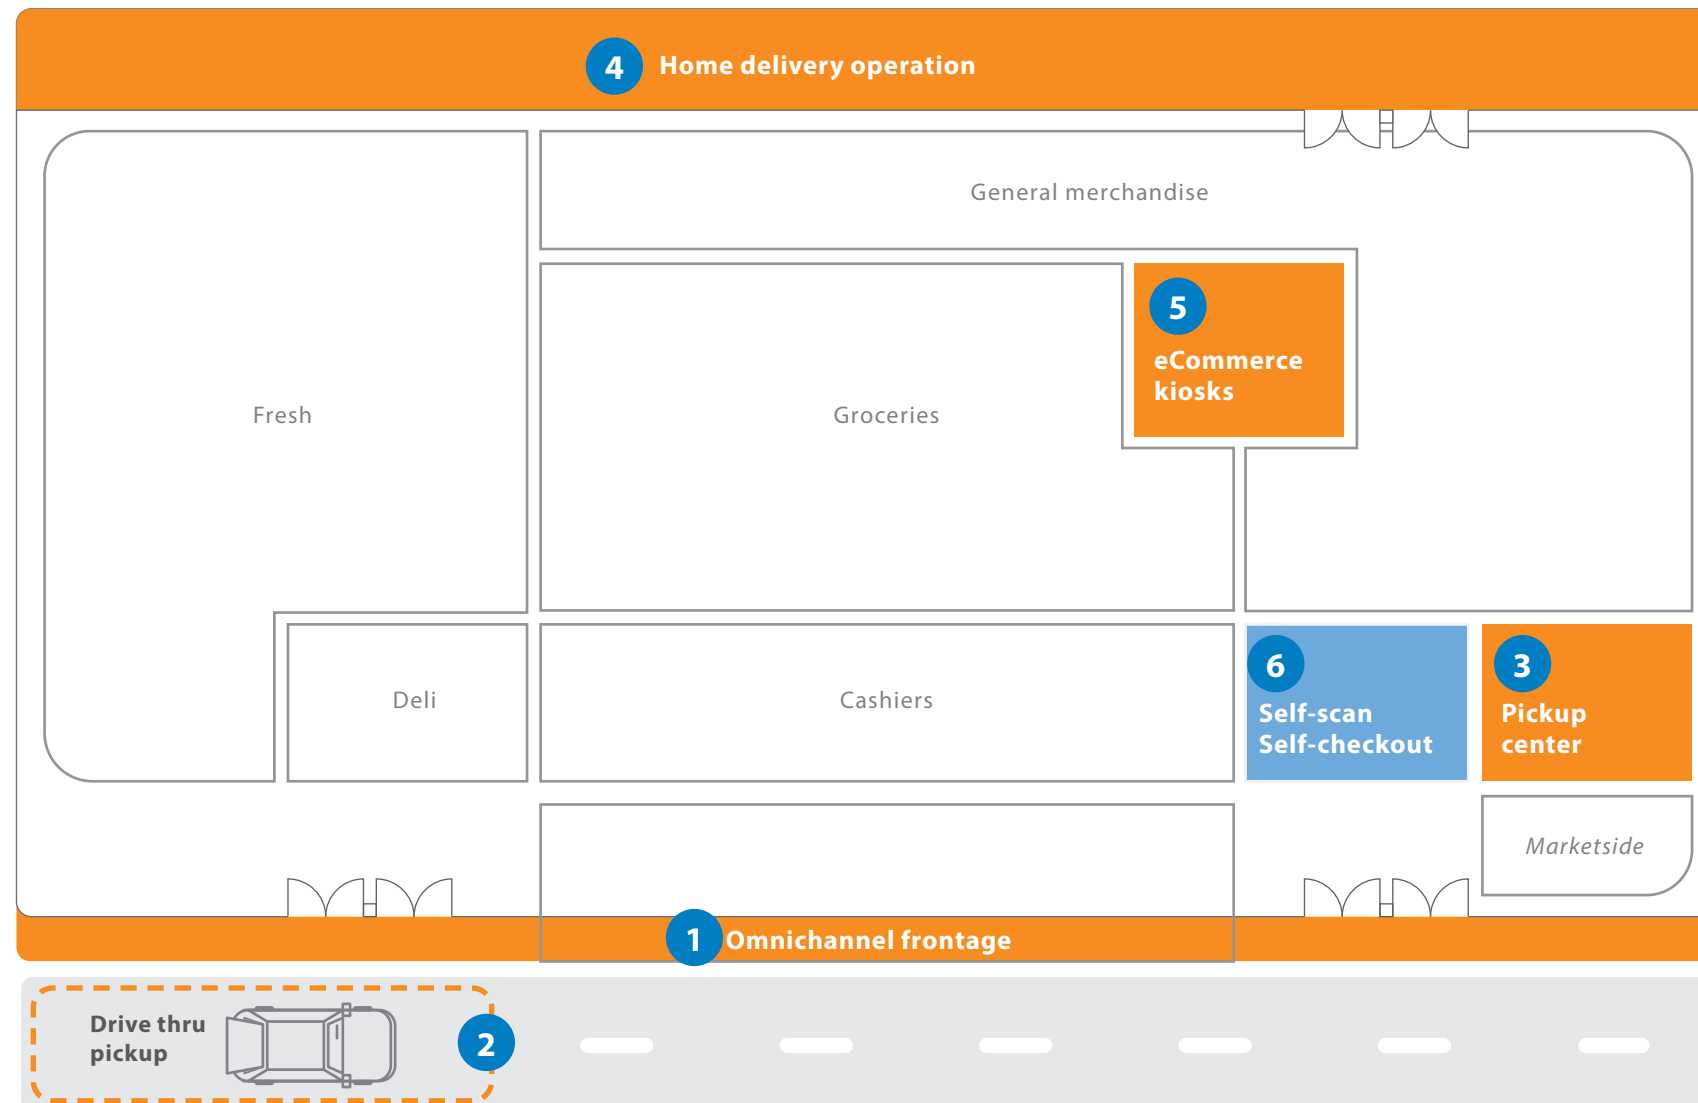 4 Home delivery operation
General merchandise
5
eCommerce
kiosks
Fresh
Groceries
Deli
Cashiers
6
Self-scan
Self-checkout
3
Pickup
center
Marketside
1 Omnichannel frontage
Drive thru
pickup
2